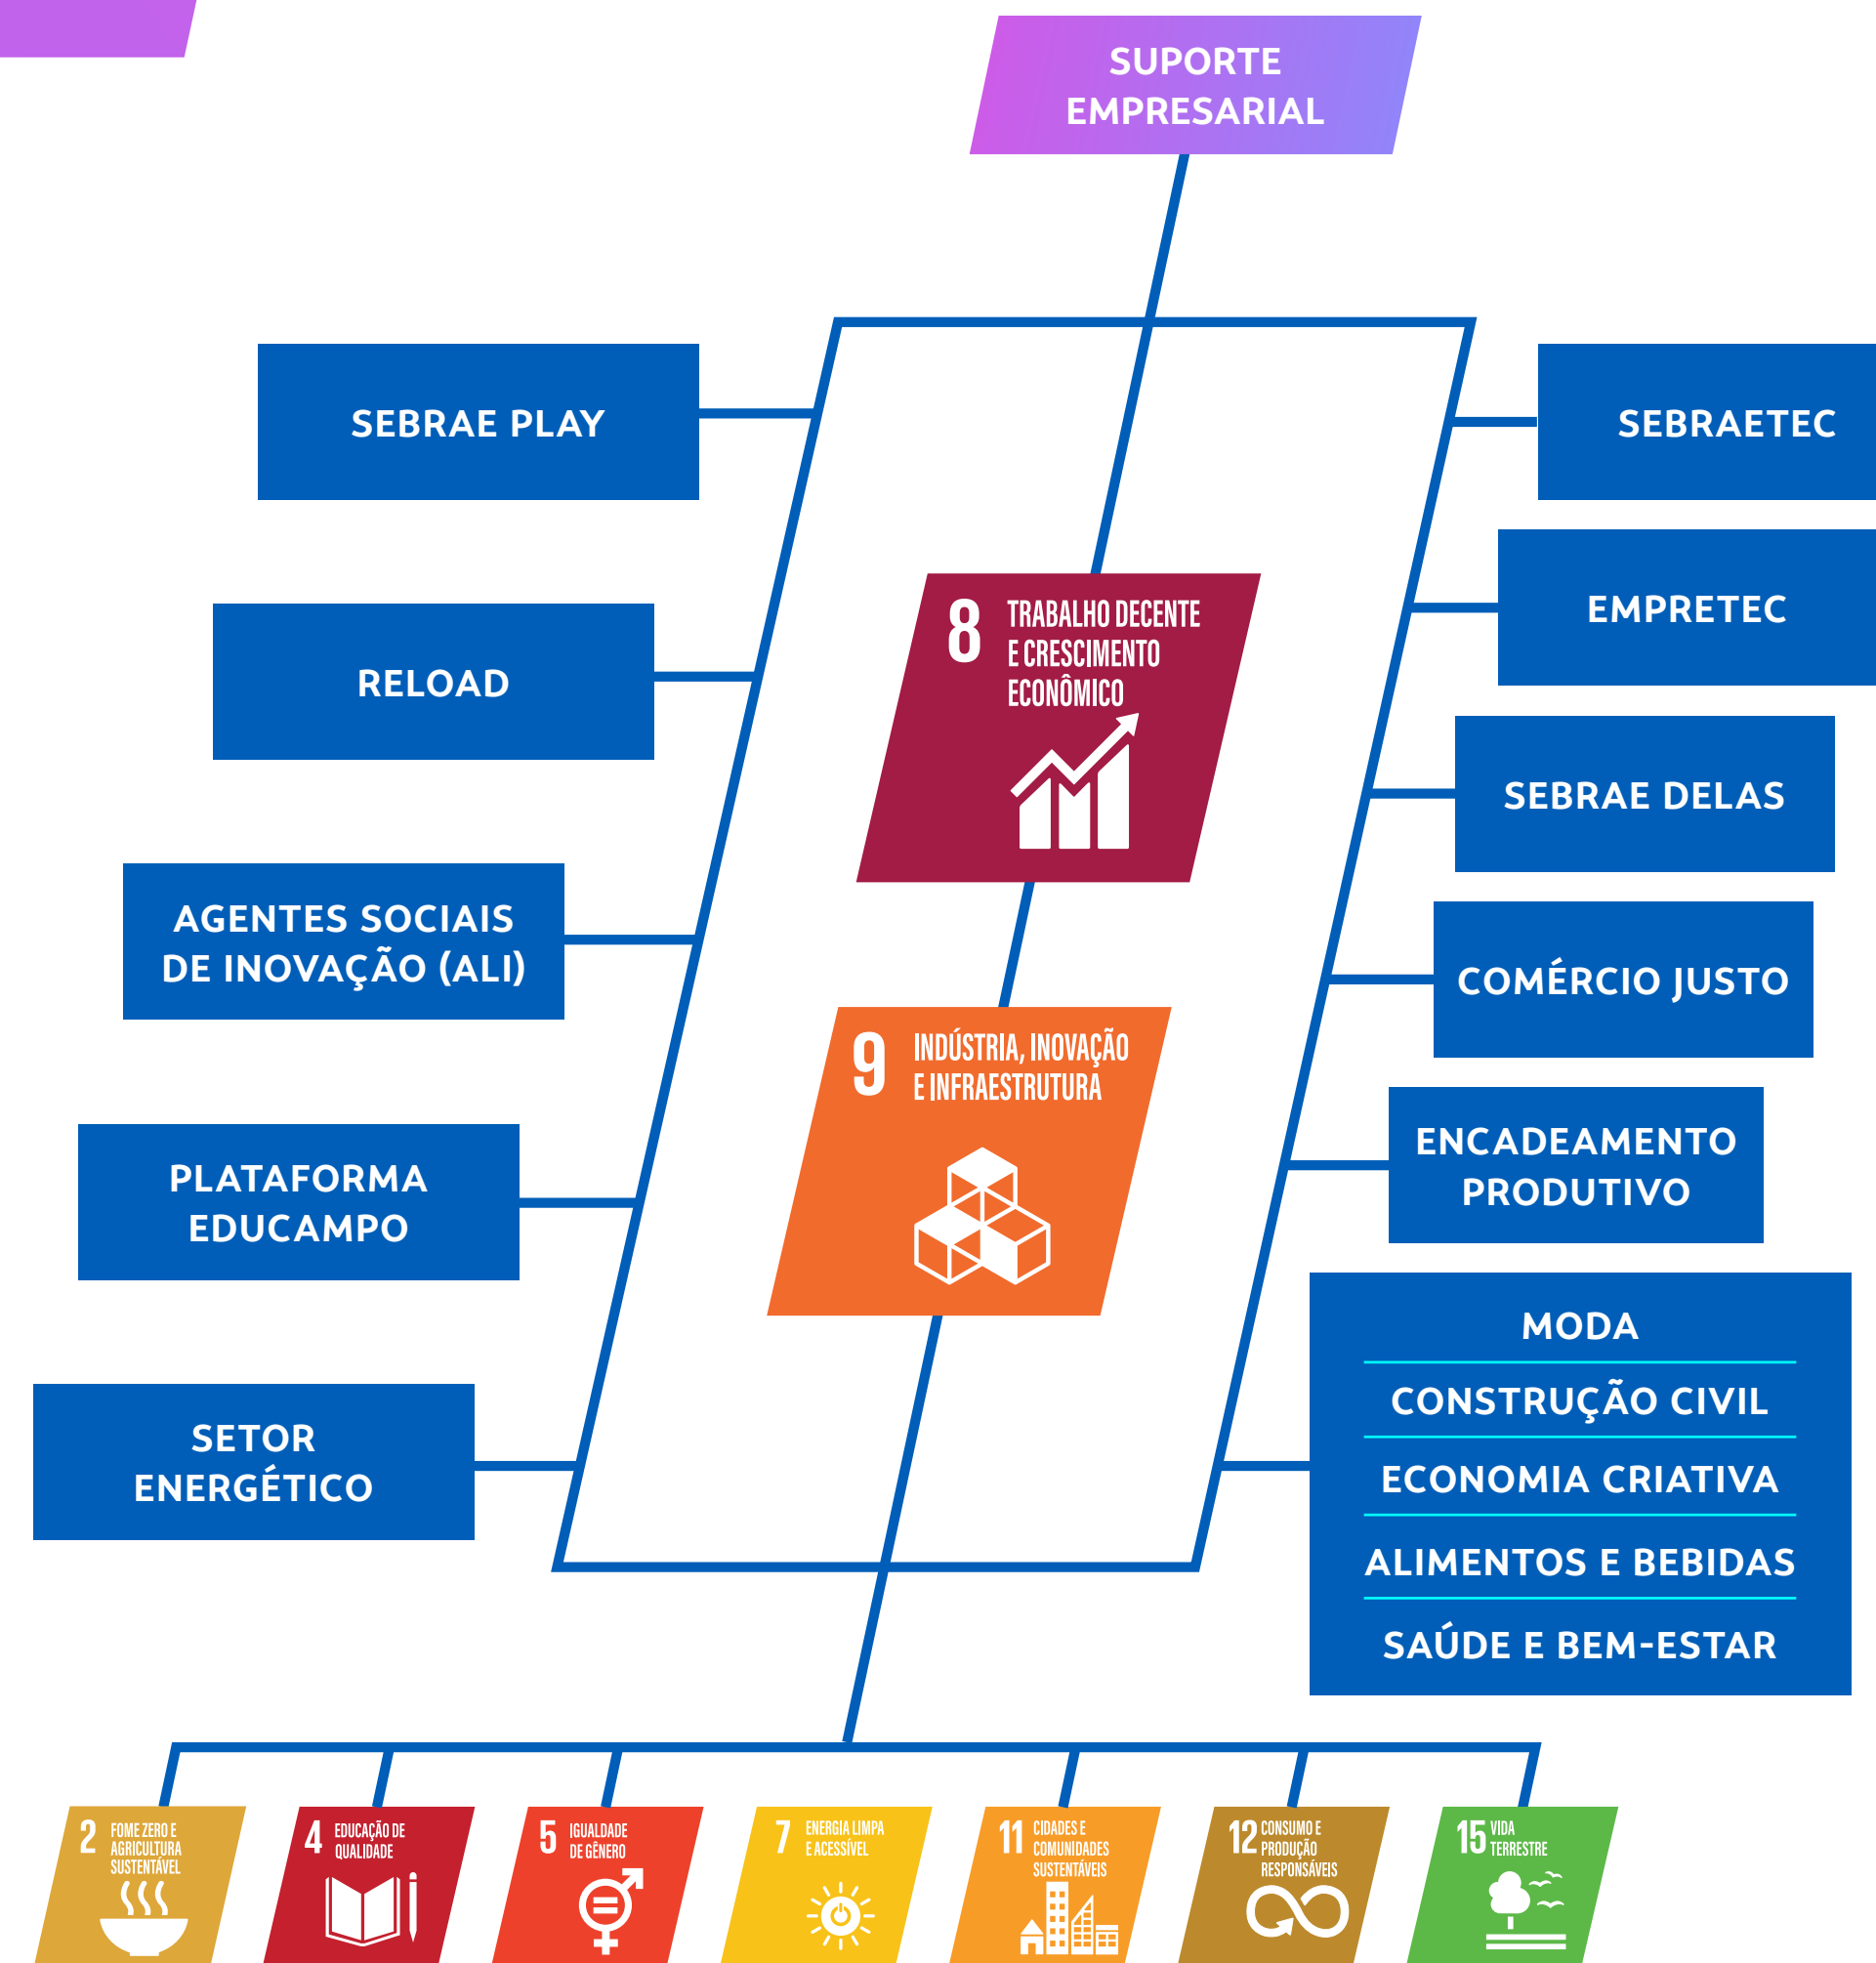 SUPORTE
EMPRESARIAL
SEBRAE PLAY
RELOAD
AGENTES SOCIAIS
DE INOVAÇÃO (ALI)
PLATAFORMA
EDUCAMPO
SETOR
ENERGÉTICO
8 TRABALHO DECENTE
E CRESCIMENTO
ECONÔMICO
9 INDÚSTRIA, INOVAÇÃO
E INFRAESTRUTURA
SEBRAETEC
EMPRETEC
SEBRAE DELAS
COMÉRCIO JUSTO
ENCADEAMENTO
PRODUTIVO
MODA
CONSTRUÇÃO CIVIL
ECONOMIA CRIATIVA
ALIMENTOS E BEBIDAS
SAÚDE E BEM-ESTAR
2 FOME ZERO E
AGRICULTURA
SUSTENTÁVEL
4 EDUCAÇÃO DE
QUALIDADE
5 IGUALDADE
DE GÊNERO
7 ENERGIA LIMPA
E ACESSÍVEL
11 CIDADES E
COMUNIDADES
SUSTENTÁVEIS
12 CONSUMO E
PRODUÇÃO
RESPONSÁVEIS
15 VIDA
TERRESTRE